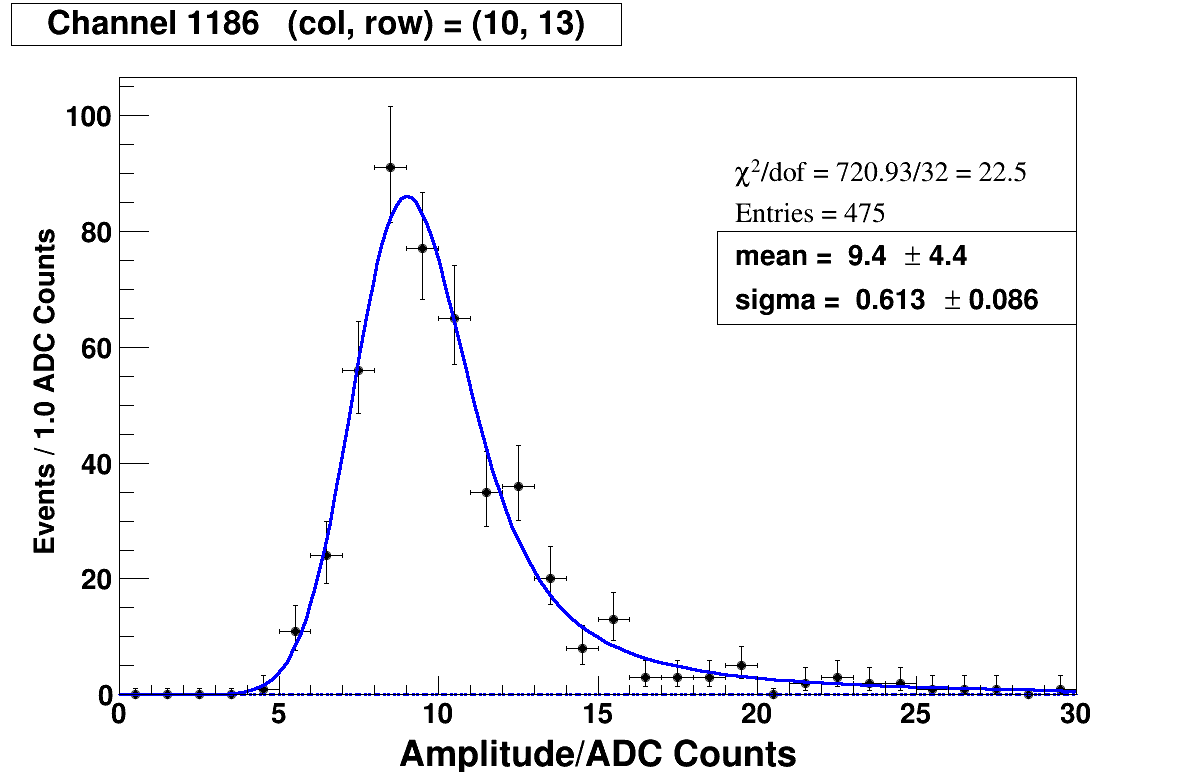 Channel 1186 (col, row) = (10, 13)
100
80
60
40
20
0
Events / 1.0 ADC Counts
χ²/dof = 720.93/32 = 22.5
Entries = 475
mean = 9.4 ± 4.4
sigma = 0.613 ± 0.086
0 5 10 15 20 25 30
Amplitude/ADC Counts